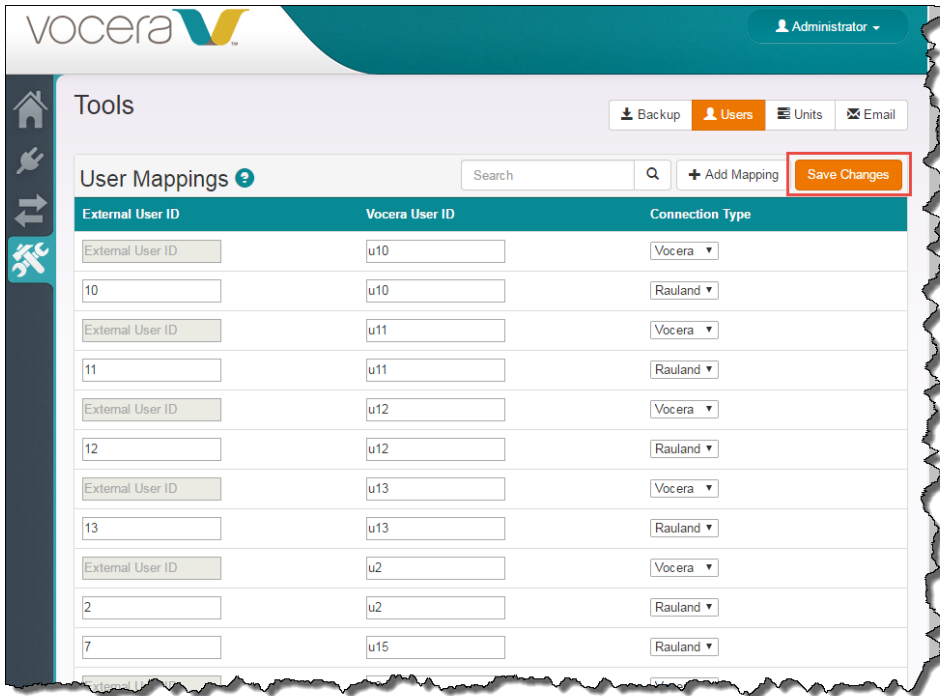 vocera
Administrator
Tools
Backup Users Units Email
User Mappings ?
Search Add Mapping Save Changes
External User ID Vocera User ID Connection Type
External User ID u10 Vocera
10 u10 Rauland
External User ID u11 Vocera
11 u11 Rauland
External User ID u12 Vocera
12 u12 Rauland
External User ID u13 Vocera
13 u13 Rauland
External User ID u2 Vocera
2 u2 Rauland
7 u15 Rauland
External User ID